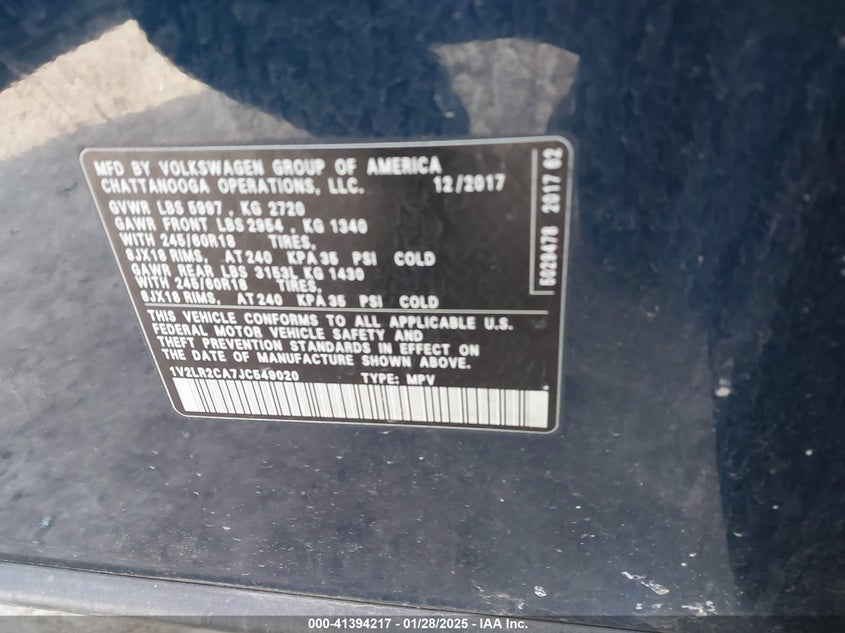 MFD BY VOLKSWAGEN GROUP OF AMERICA
CHATTANOOGA OPERATIONS, LLC. 12/2017
GVWR LBS 5997 , KG 2720
GAWR FRONT LBS 2954 , KG 1340
WITH 245/60R18 TIRES,
8JX18 RIMS, AT 240 KPA 35 PSI COLD
GAWR REAR LBS 3153L KG 1430
WITH 245/60R18 TIRES,
8JX18 RIMS, AT 240 KPA 35 PSI COLD
THIS VEHICLE CONFORMS TO ALL APPLICABLE U.S.
FEDERAL MOTOR VEHICLE SAFETY AND
THEFT PREVENTION STANDARDS IN EFFECT ON
THE DATE OF MANUFACTURE SHOWN ABOVE.
1V2LR2CA7JC549020 TYPE: MPV
5029478 2017 62
000-41394217 - 01/28/2025 - IAA Inc.